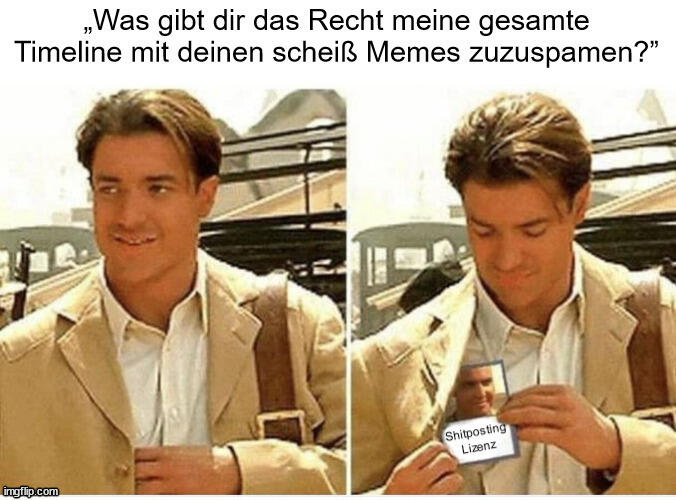 „Was gibt dir das Recht meine gesamte
Timeline mit deinen scheiß Memes zuzuspamen?”
Shitposting
Lizenz
imgflip.com